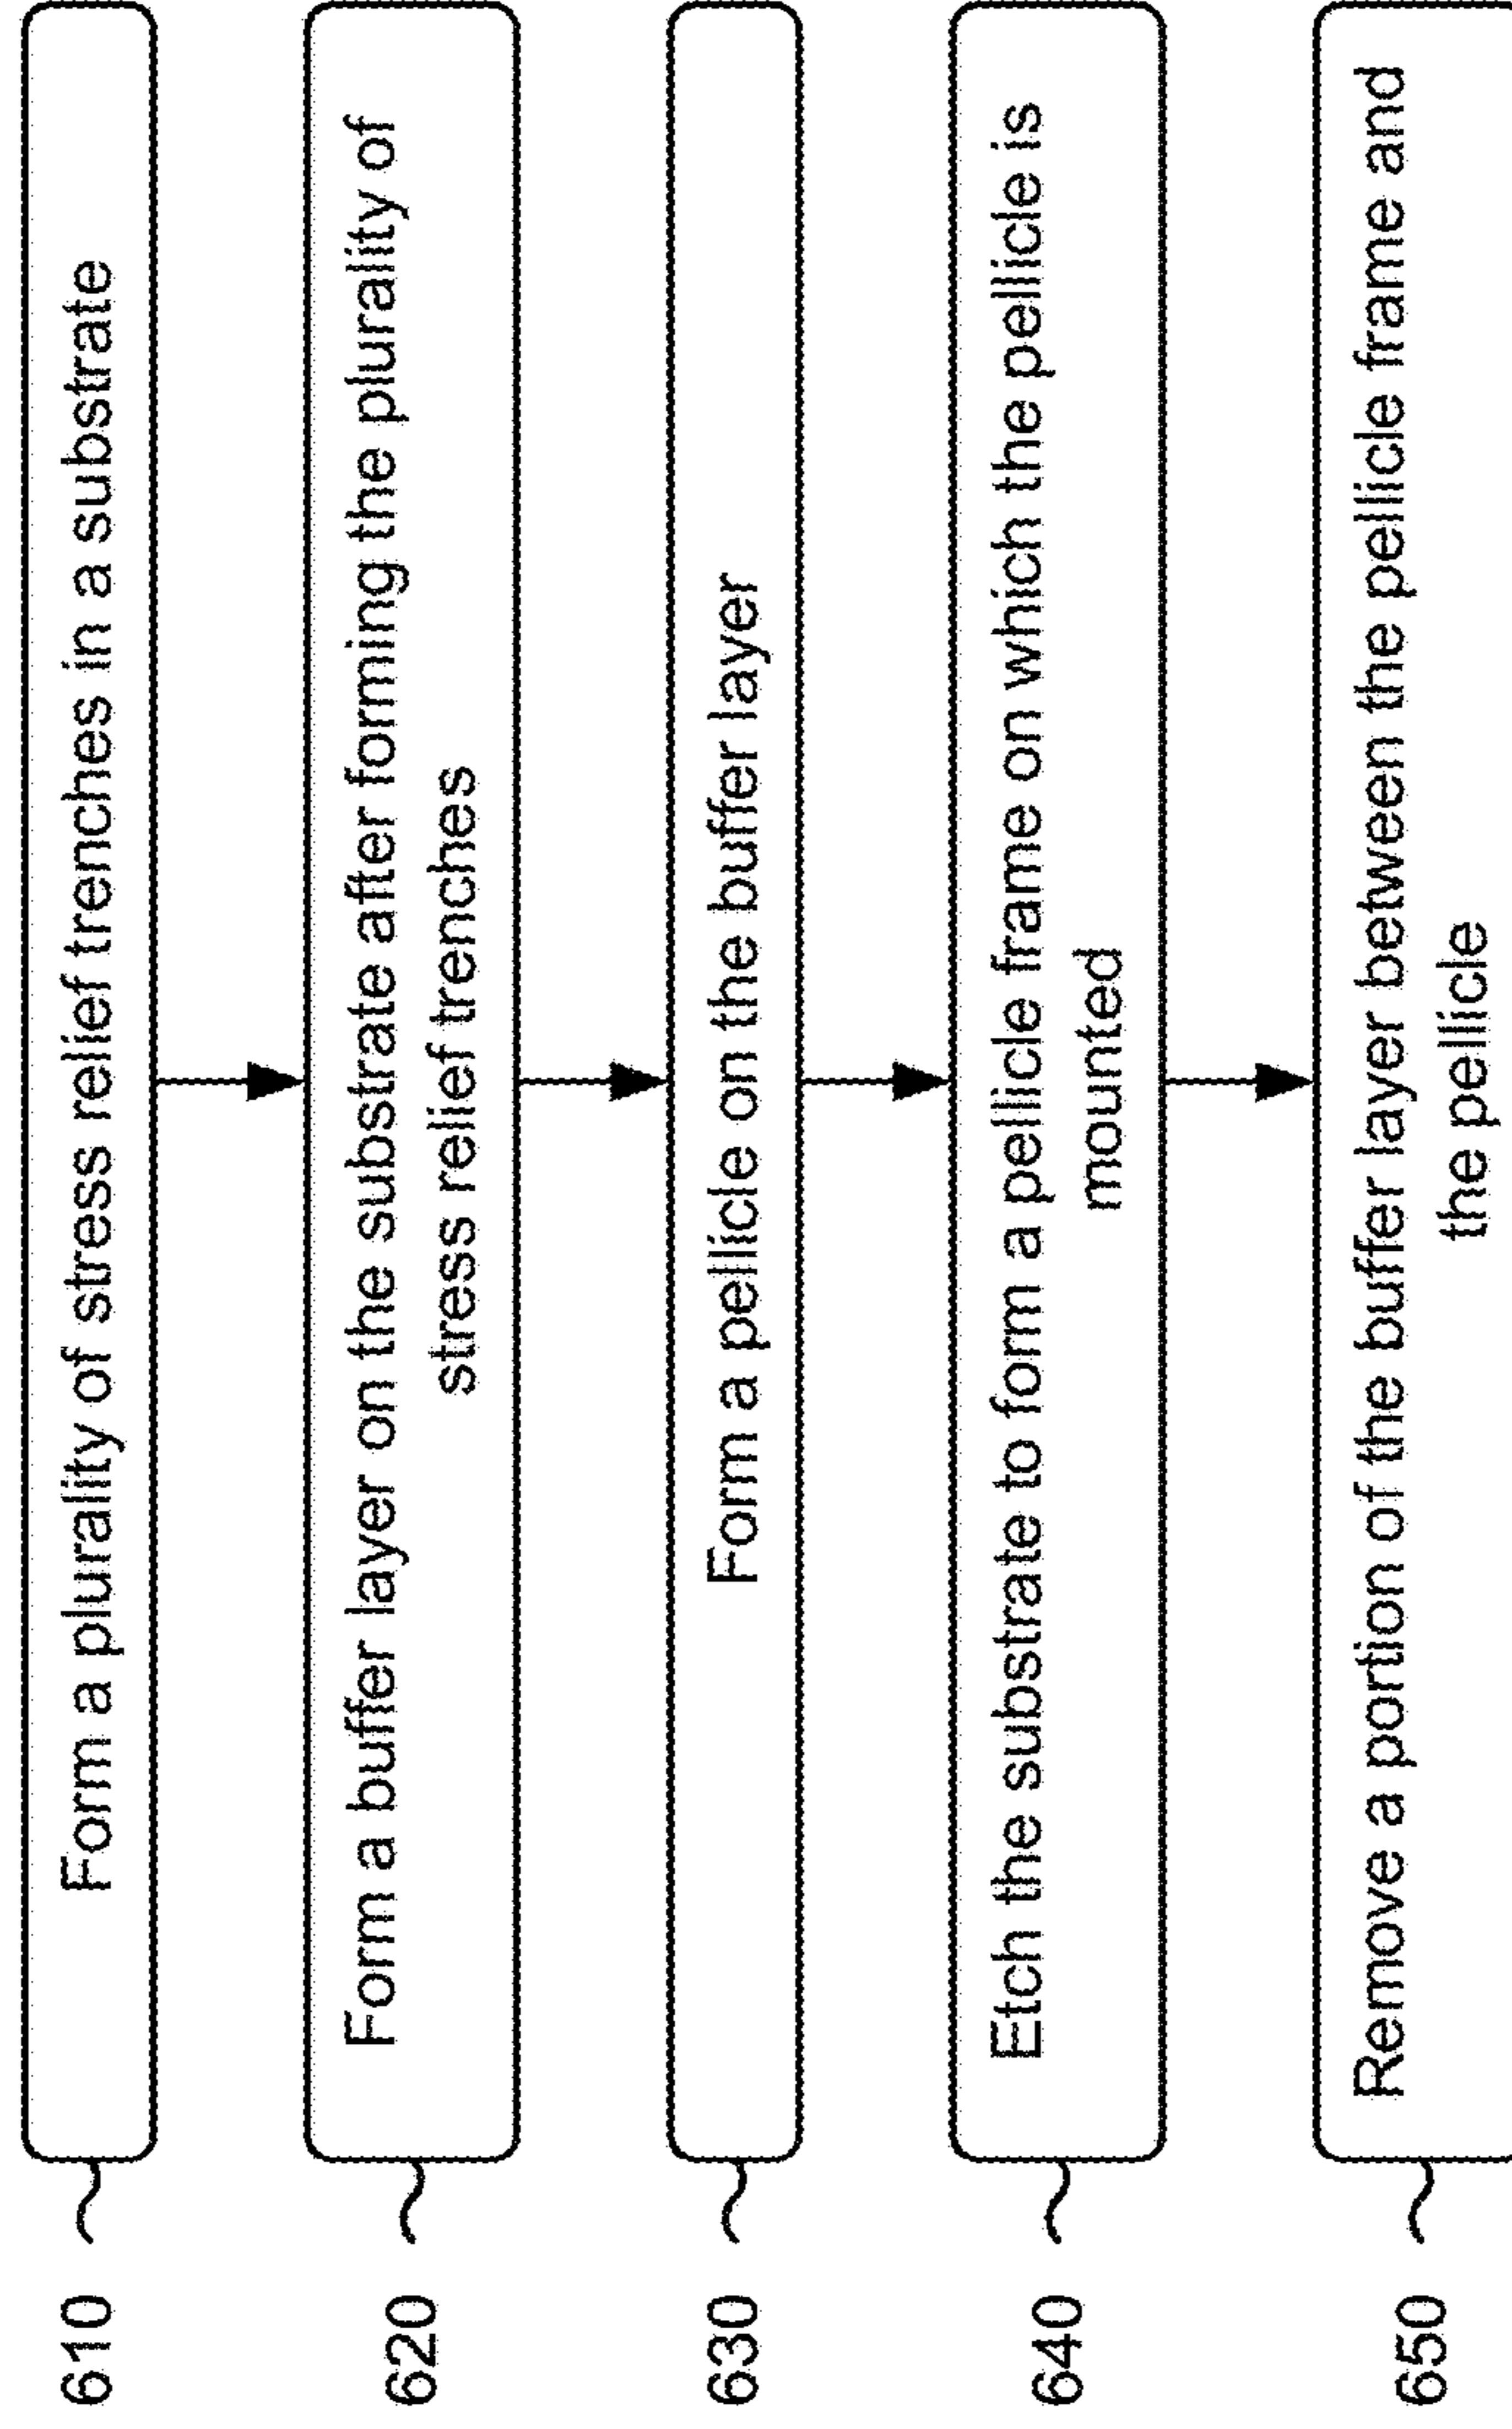 610
Form a plurality of stress relief trenches in a substrate
620
Form a buffer layer on the substrate after forming the plurality of
stress relief trenches
630
Form a pellicle on the buffer layer
640
Etch the substrate to form a pellicle frame on which the pellicle is
mounted
650
Remove a portion of the buffer layer between the pellicle frame and
the pellicle